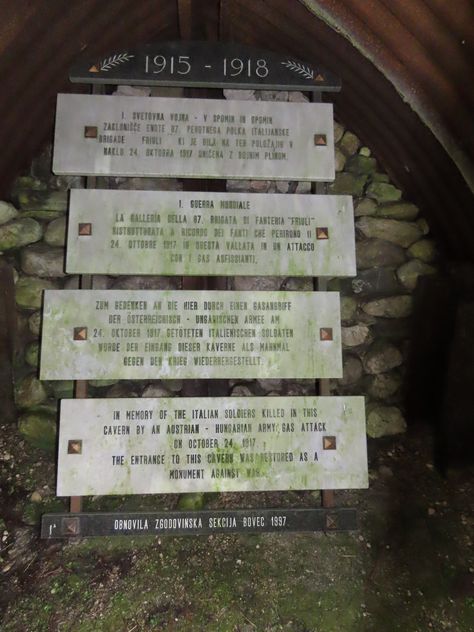 1915 - 1918
I. SVETOVNA VOJNA - V SPOMIN IN OPOMIN
ZAKLONIŠČE ENOTE 87. PEHOTNEGA POLKA ITALIJANSKE
BRIGADE FRIULI KI JE BILA NA TEM POLOŽAJU V
NAKLU 24. OKTOBRA 1917 UNIČENA Z BOJNIM PLINOM.
I. GUERRA MONDIALE
LA GALLERIA DELLA 87. BRIGATA DI FANTERIA "FRIULI"
RISTRUTTURATA A RICORDO DEI FANTI CHE PERIRONO IL
24. OTTOBRE 1917 IN QUESTA VALLATA IN UN ATTACCO
CON I GAS ASFISSIANTI.
ZUM GEDENKEN AN DIE HIER DURCH EINEN GASANGRIFF
DER ÖSTERREICHISCH - UNGARISCHEN ARMEE AM
24. OKTOBER 1917 GETÖTETEN ITALIENISCHEN SOLDATEN
WURDE DER EINGANG DIESER KAVERNE ALS MAHNMAL
GEGEN DEN KRIEG WIEDERHERGESTELLT.
IN MEMORY OF THE ITALIAN SOLDIERS KILLED IN THIS
CAVERN BY AN AUSTRIAN - HUNGARIAN ARMY GAS ATTACK
ON OCTOBER 24, 1917.
THE ENTRANCE TO THIS CAVERN WAS RESTORED AS A
MONUMENT AGAINST WAR.
OBNOVILA ZGODOVINSKA SEKCIJA BOVEC 1997.